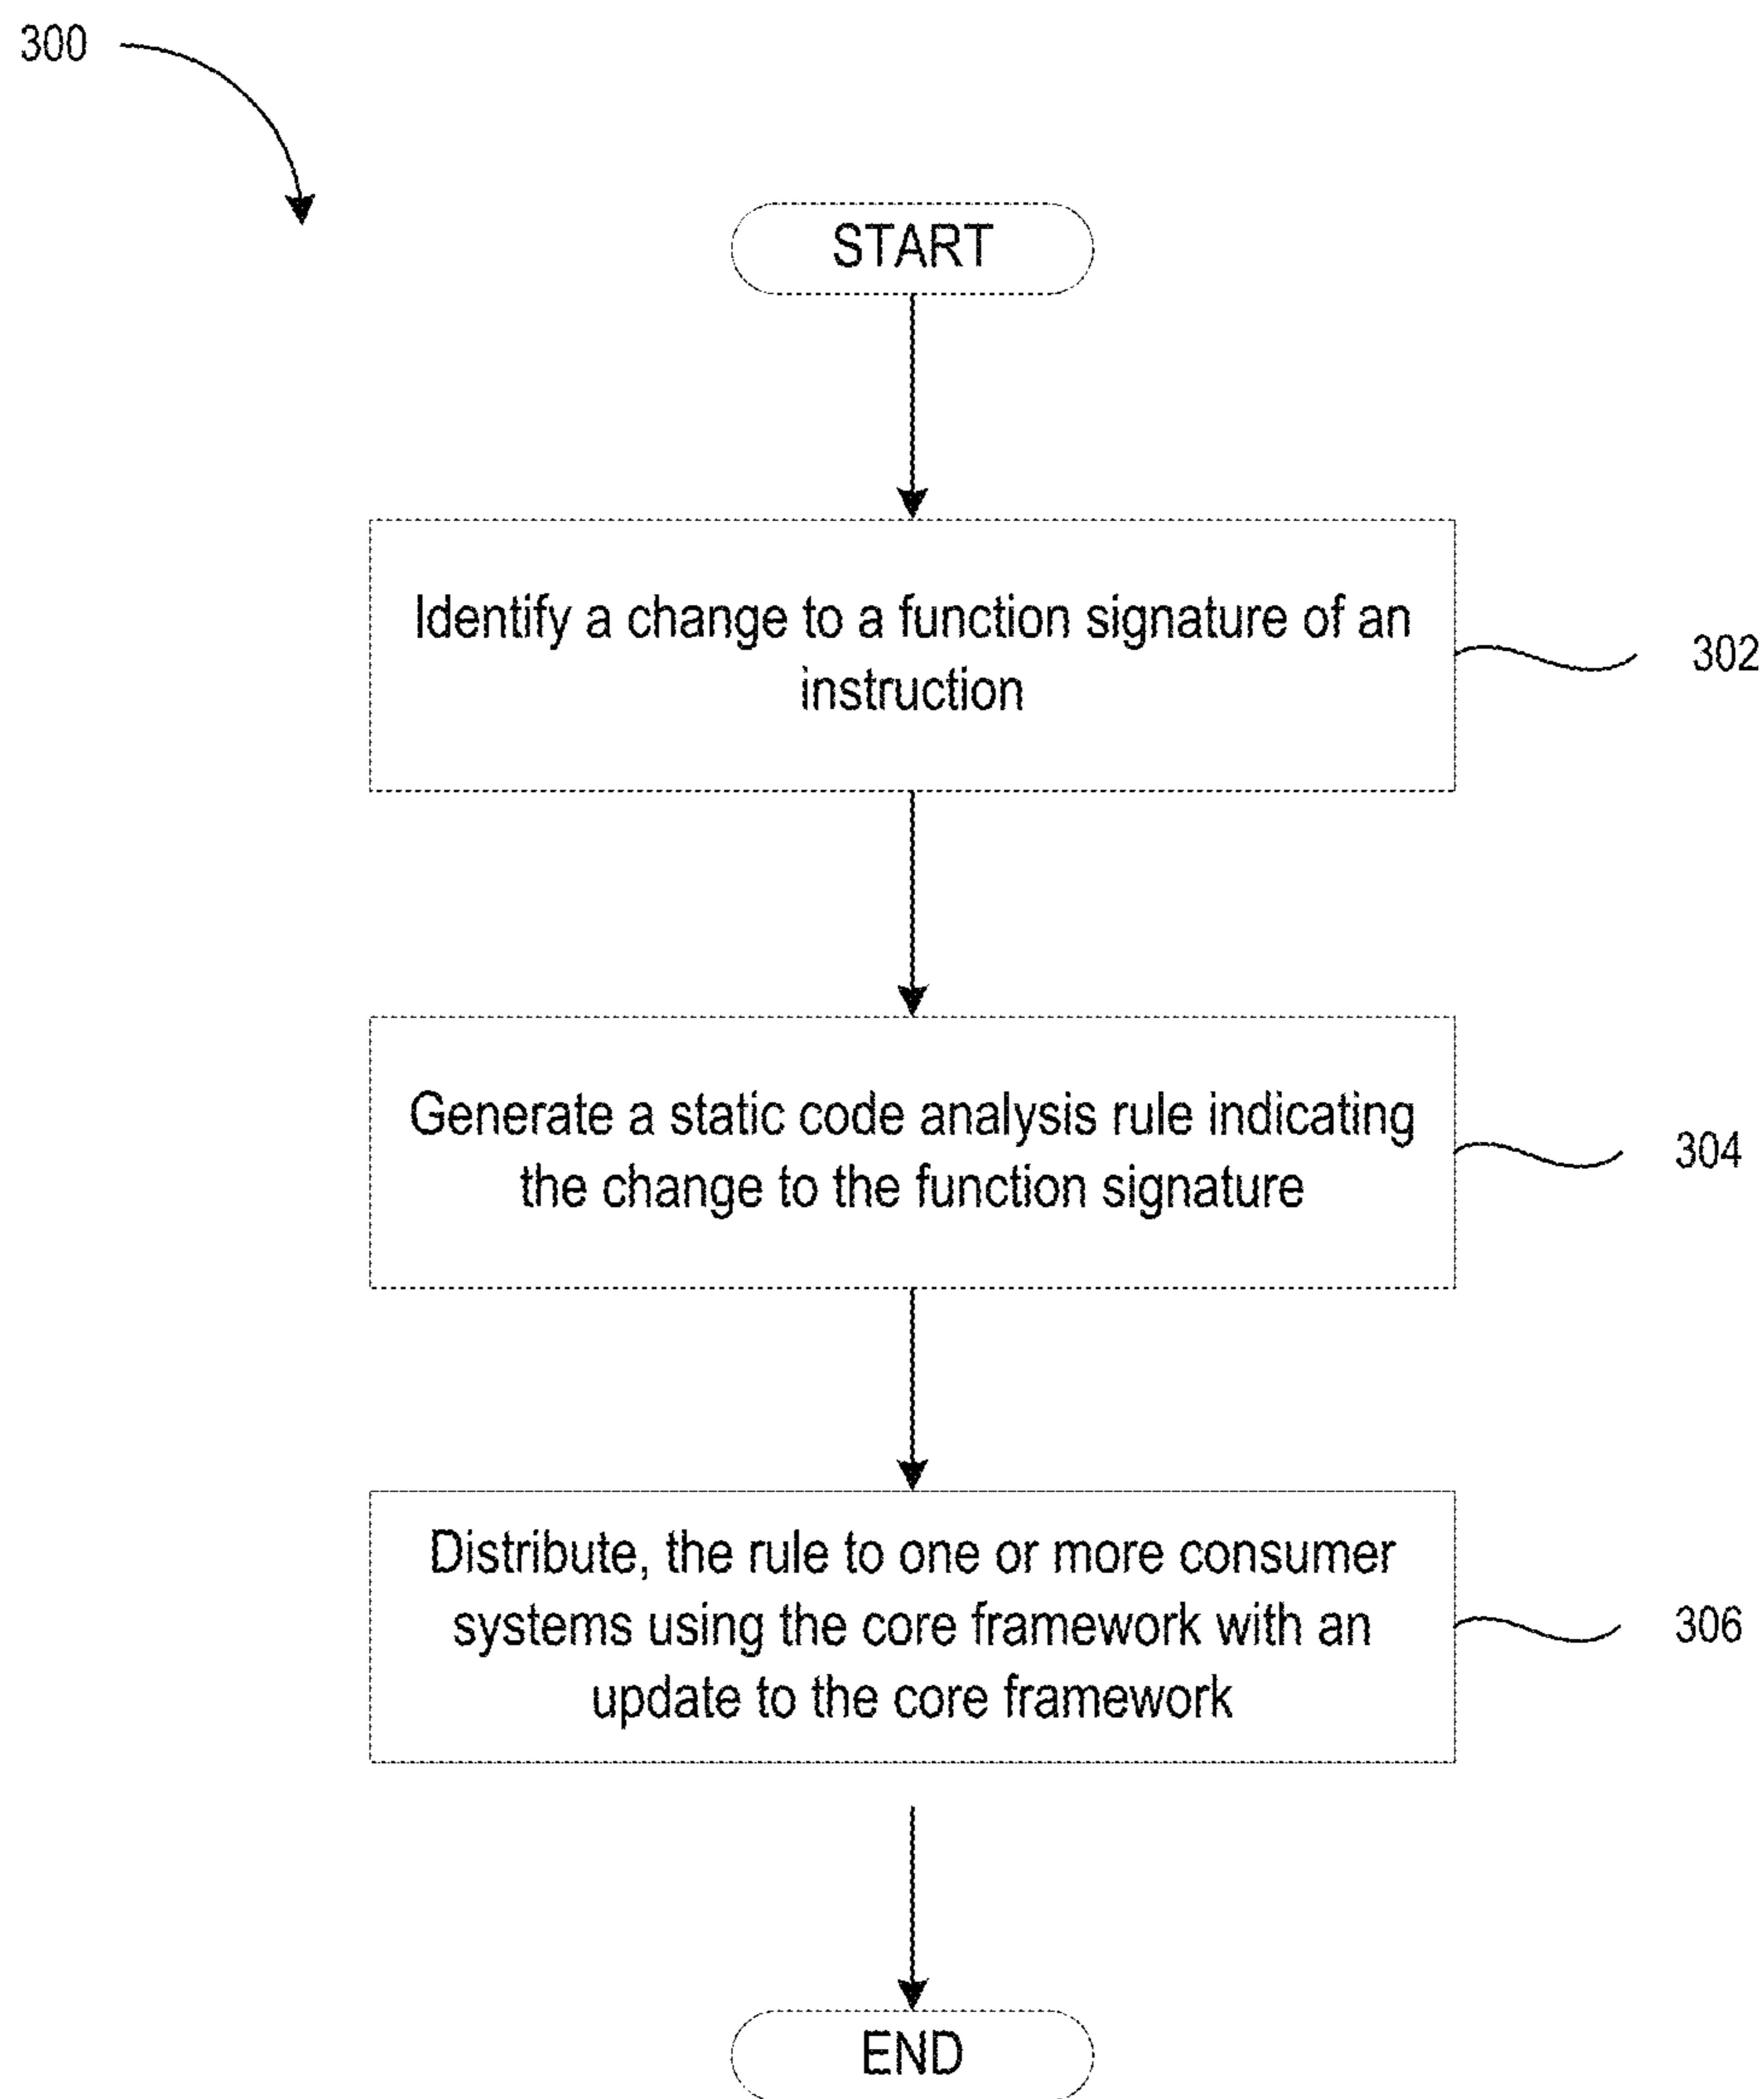 300
START
Identify a change to a function signature of an
instruction
302
Generate a static code analysis rule indicating
the change to the function signature
304
Distribute, the rule to one or more consumer
systems using the core framework with an
update to the core framework
306
END